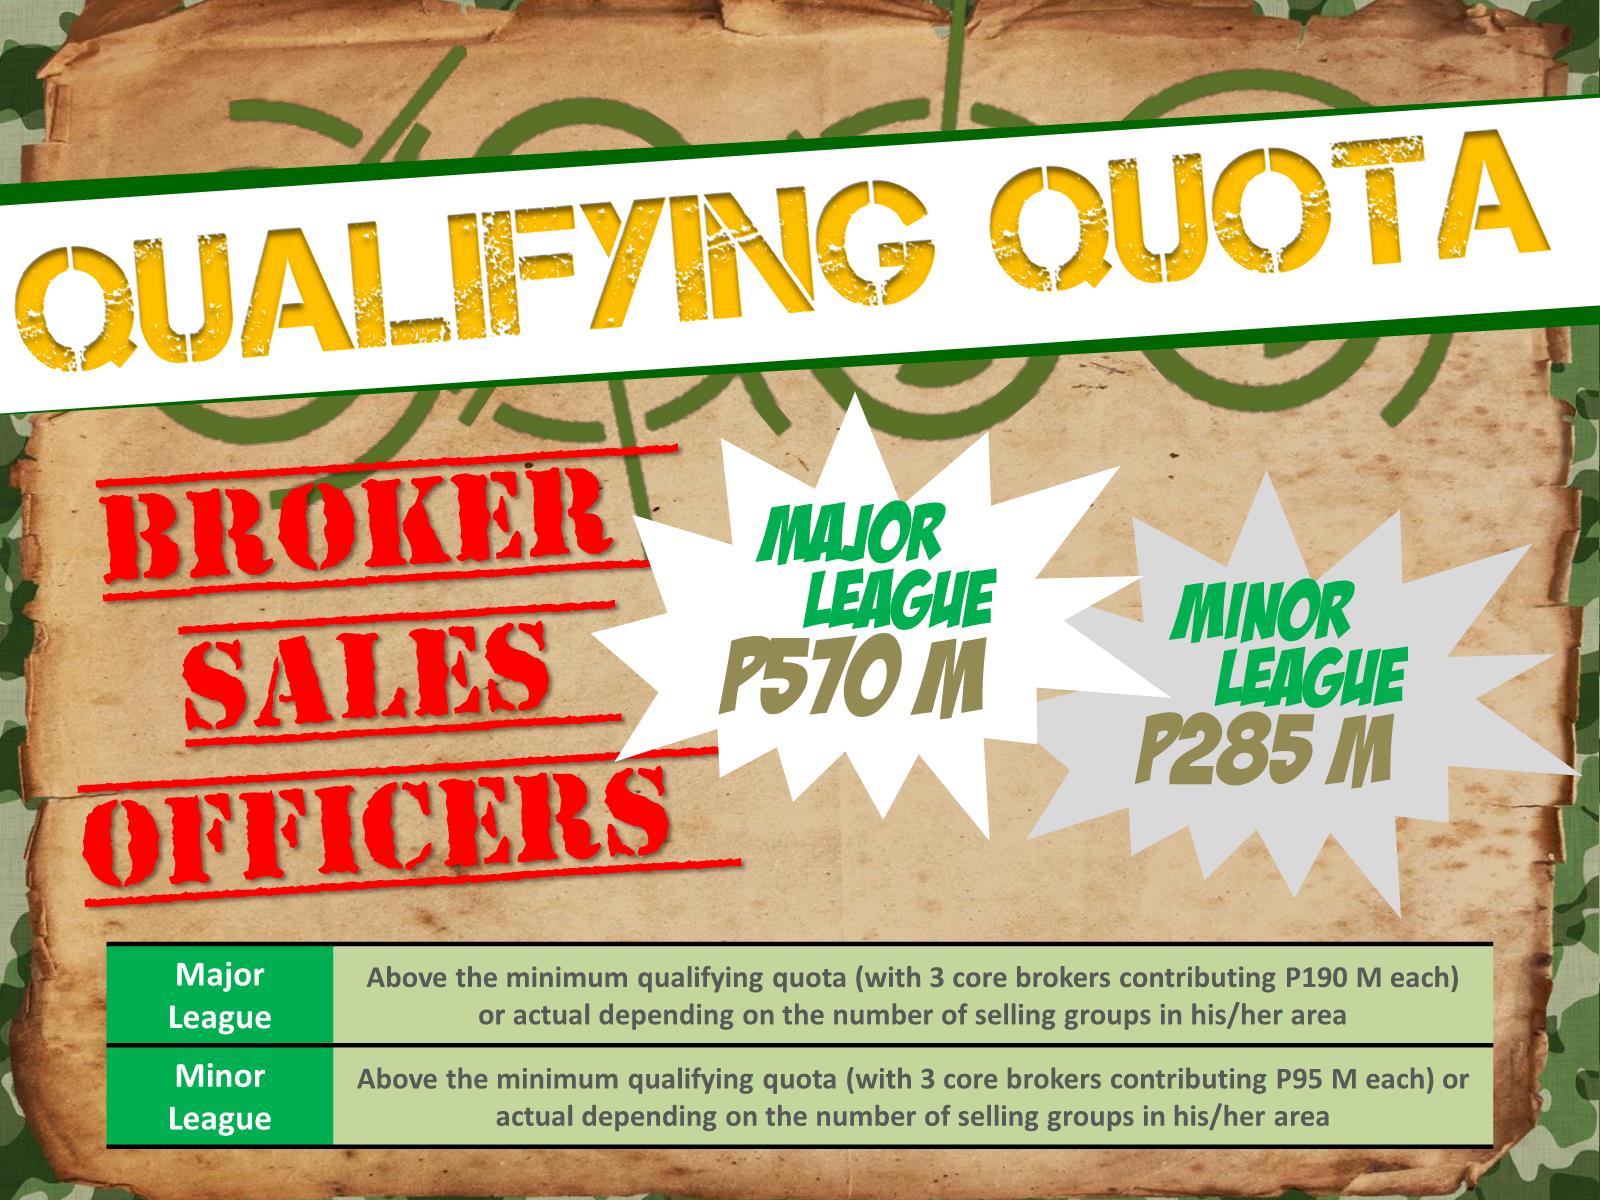 QUALIFYING QUOTA
BROKER
SALES
OFFICERS
MAJOR
LEAGUE
P570 M
MINOR
LEAGUE
P285 M
Major
League
Above the minimum qualifying quota (with 3 core brokers contributing P190 M each)
or actual depending on the number of selling groups in his/her area
Minor
League
Above the minimum qualifying quota (with 3 core brokers contributing P95 M each) or
actual depending on the number of selling groups in his/her area